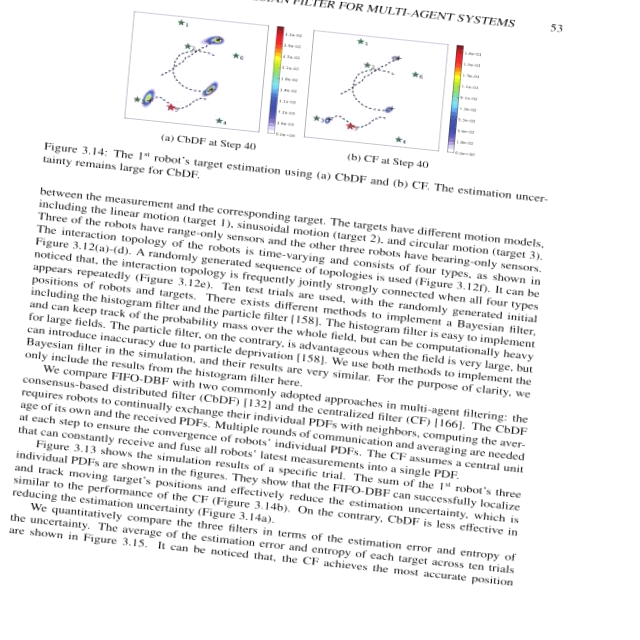 FILTER FOR MULTI-AGENT SYSTEMS 53
(a) CbDF at Step 40
(b) CF at Step 40
Figure 3.14: The 1st robot's target estimation using (a) CbDF and (b) CF. The estimation uncer-
tainty remains large for CbDF.
between the measurement and the corresponding target. The targets have different motion models,
including the linear motion (target 1), sinusoidal motion (target 2), and circular motion (target 3).
Three of the robots have range-only sensors and the other three robots have bearing-only sensors.
The interaction topology of the robots is time-varying and consists of four types, as shown in
Figure 3.12(a)-(d). A randomly generated sequence of topologies is used (Figure 3.12f). It can be
noticed that, the interaction topology is frequently jointly strongly connected when all four types
appears repeatedly (Figure 3.12e). Ten test trials are used, with the randomly generated initial
positions of robots and targets. There exists different methods to implement a Bayesian filter,
including the histogram filter and the particle filter [158]. The histogram filter is easy to implement
and can keep track of the probability mass over the whole field, but can be computationally heavy
for large fields. The particle filter, on the contrary, is advantageous when the field is very large, but
can introduce inaccuracy due to particle deprivation [158]. We use both methods to implement the
Bayesian filter in the simulation, and their results are very similar. For the purpose of clarity, we
only include the results from the histogram filter here.
We compare FIFO-DBF with two commonly adopted approaches in multi-agent filtering: the
consensus-based distributed filter (CbDF) [132] and the centralized filter (CF) [166]. The CbDF
requires robots to continually exchange their individual PDFs with neighbors, computing the aver-
age of its own and the received PDFs. Multiple rounds of communication and averaging are needed
at each step to ensure the convergence of robots' individual PDFs. The CF assumes a central unit
that can constantly receive and fuse all robots' latest measurements into a single PDF.
Figure 3.13 shows the simulation results of a specific trial. The sum of the 1st robot's three
individual PDFs are shown in the figures. They show that the FIFO-DBF can successfully localize
and track moving target's positions and effectively reduce the estimation uncertainty, which is
similar to the performance of the CF (Figure 3.14b). On the contrary, CbDF is less effective in
reducing the estimation uncertainty (Figure 3.14a).
We quantitatively compare the three filters in terms of the estimation error and entropy of
the uncertainty. The average of the estimation error and entropy of each target across ten trials
are shown in Figure 3.15. It can be noticed that, the CF achieves the most accurate position